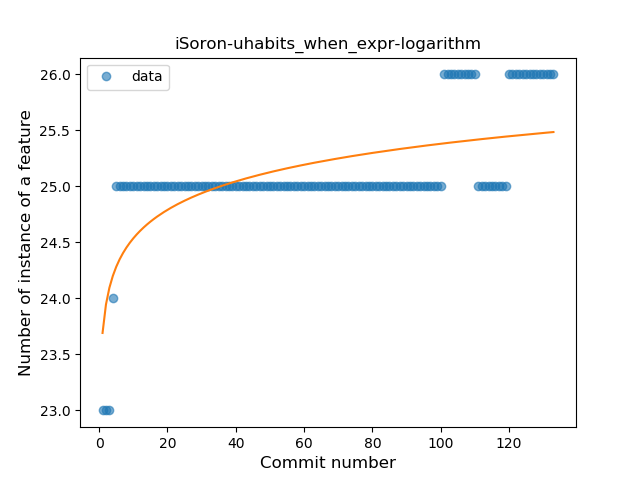 iSoron-uhabits_when_expr-logarithm
data
Number of instance of a feature
26.0
25.5
25.0
24.5
24.0
23.5
23.0
0 20 40 60 80 100 120
Commit number